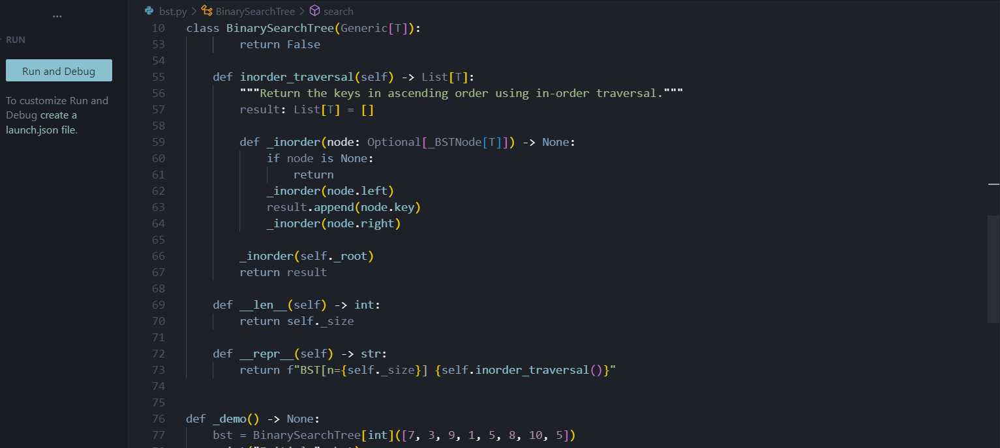 ...
RUN
Run and Debug
To customize Run and
Debug create a
launch.json file.
bst.py > BinarySearchTree > search
10 class BinarySearchTree(Generic[T]):
53         return False
54
55     def inorder_traversal(self) -> List[T]:
56         """Return the keys in ascending order using in-order traversal."""
57         result: List[T] = []
58
59         def _inorder(node: Optional[_BSTNode[T]]) -> None:
60             if node is None:
61                 return
62             _inorder(node.left)
63             result.append(node.key)
64             _inorder(node.right)
65
66         _inorder(self._root)
67         return result
68
69     def __len__(self) -> int:
70         return self._size
71
72     def __repr__(self) -> str:
73         return f"BST[n={self._size}] {self.inorder_traversal()}"
74
75
76 def _demo() -> None:
77     bst = BinarySearchTree[int]([7, 3, 9, 1, 5, 8, 10, 5])